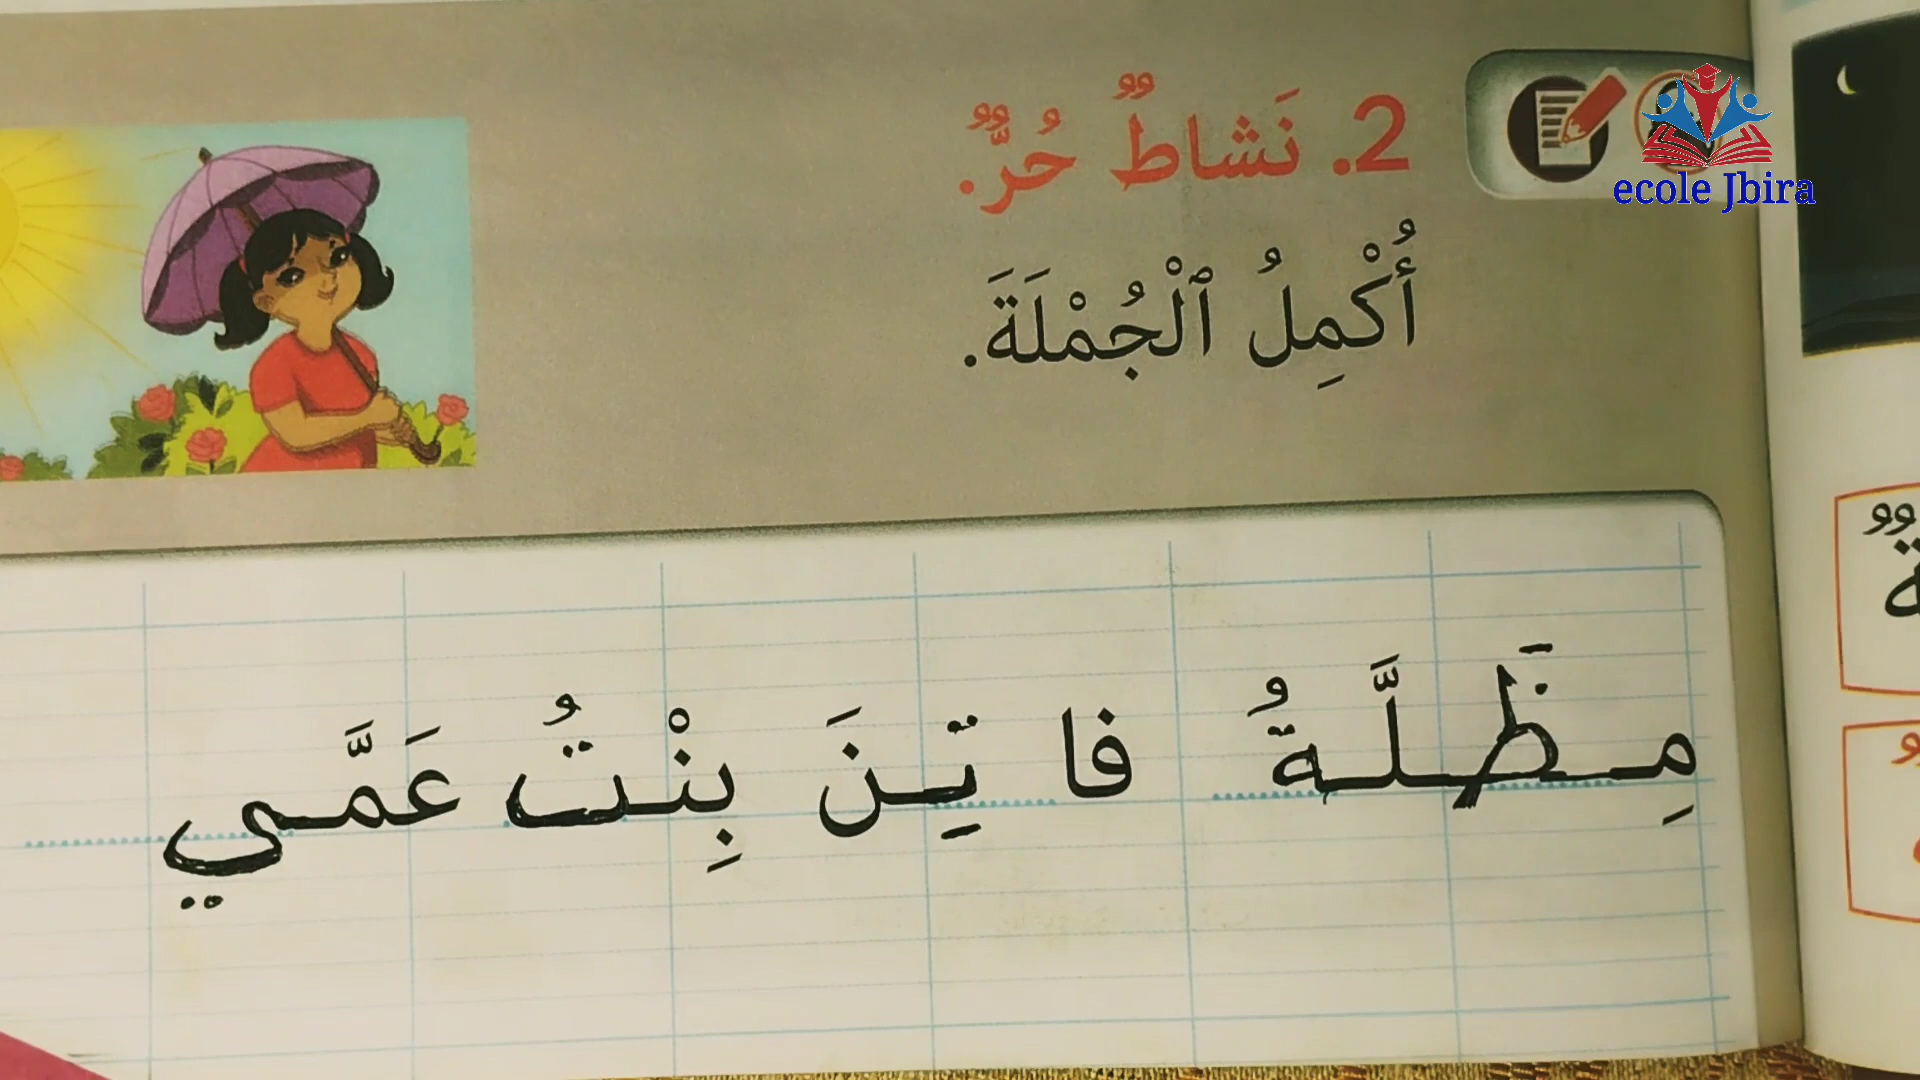 ecole Jbira
2. نَشاطٌ حُرٌّ.
أُكْمِلُ ٱلْجُمْلَةَ.
مِظَلَّةُ فاتِنَ بِنْتُ عَمَّي